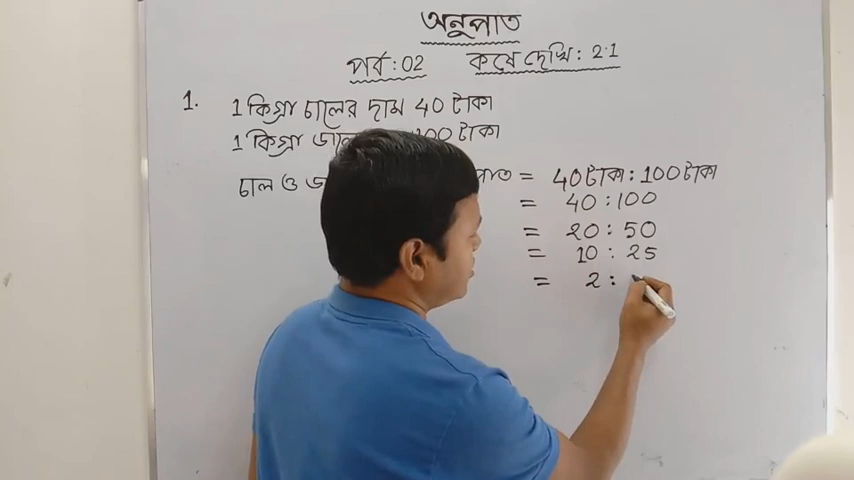 অনুপাত
পর্ব : 02 কষে দেখি : 2.1
1. 1 কিগ্রা চালের দাম 40 টাকা
1 কিগ্রা 100 টাকা
চাল ও = 40 টাকা : 100 টাকা
= 40 : 100
= 20 : 50
= 10 : 25
= 2 :